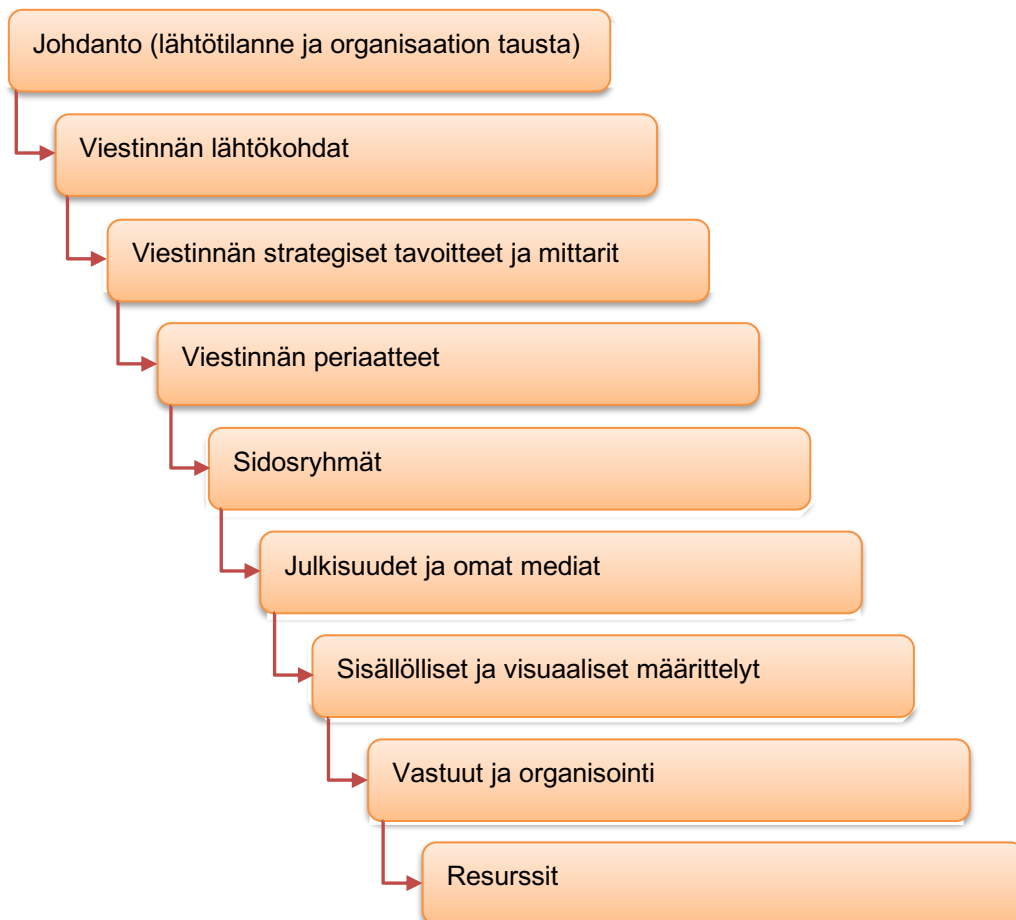 Johdanto (lähtötilanne ja organisaation tausta)
Viestinnän lähtökohdat
Viestinnän strategiset tavoitteet ja mittarit
Viestinnän periaatteet
Sidosryhmät
Julkisuudet ja omat mediat
Sisällölliset ja visuaaliset määrittelyt
Vastuut ja organisointi
Resurssit